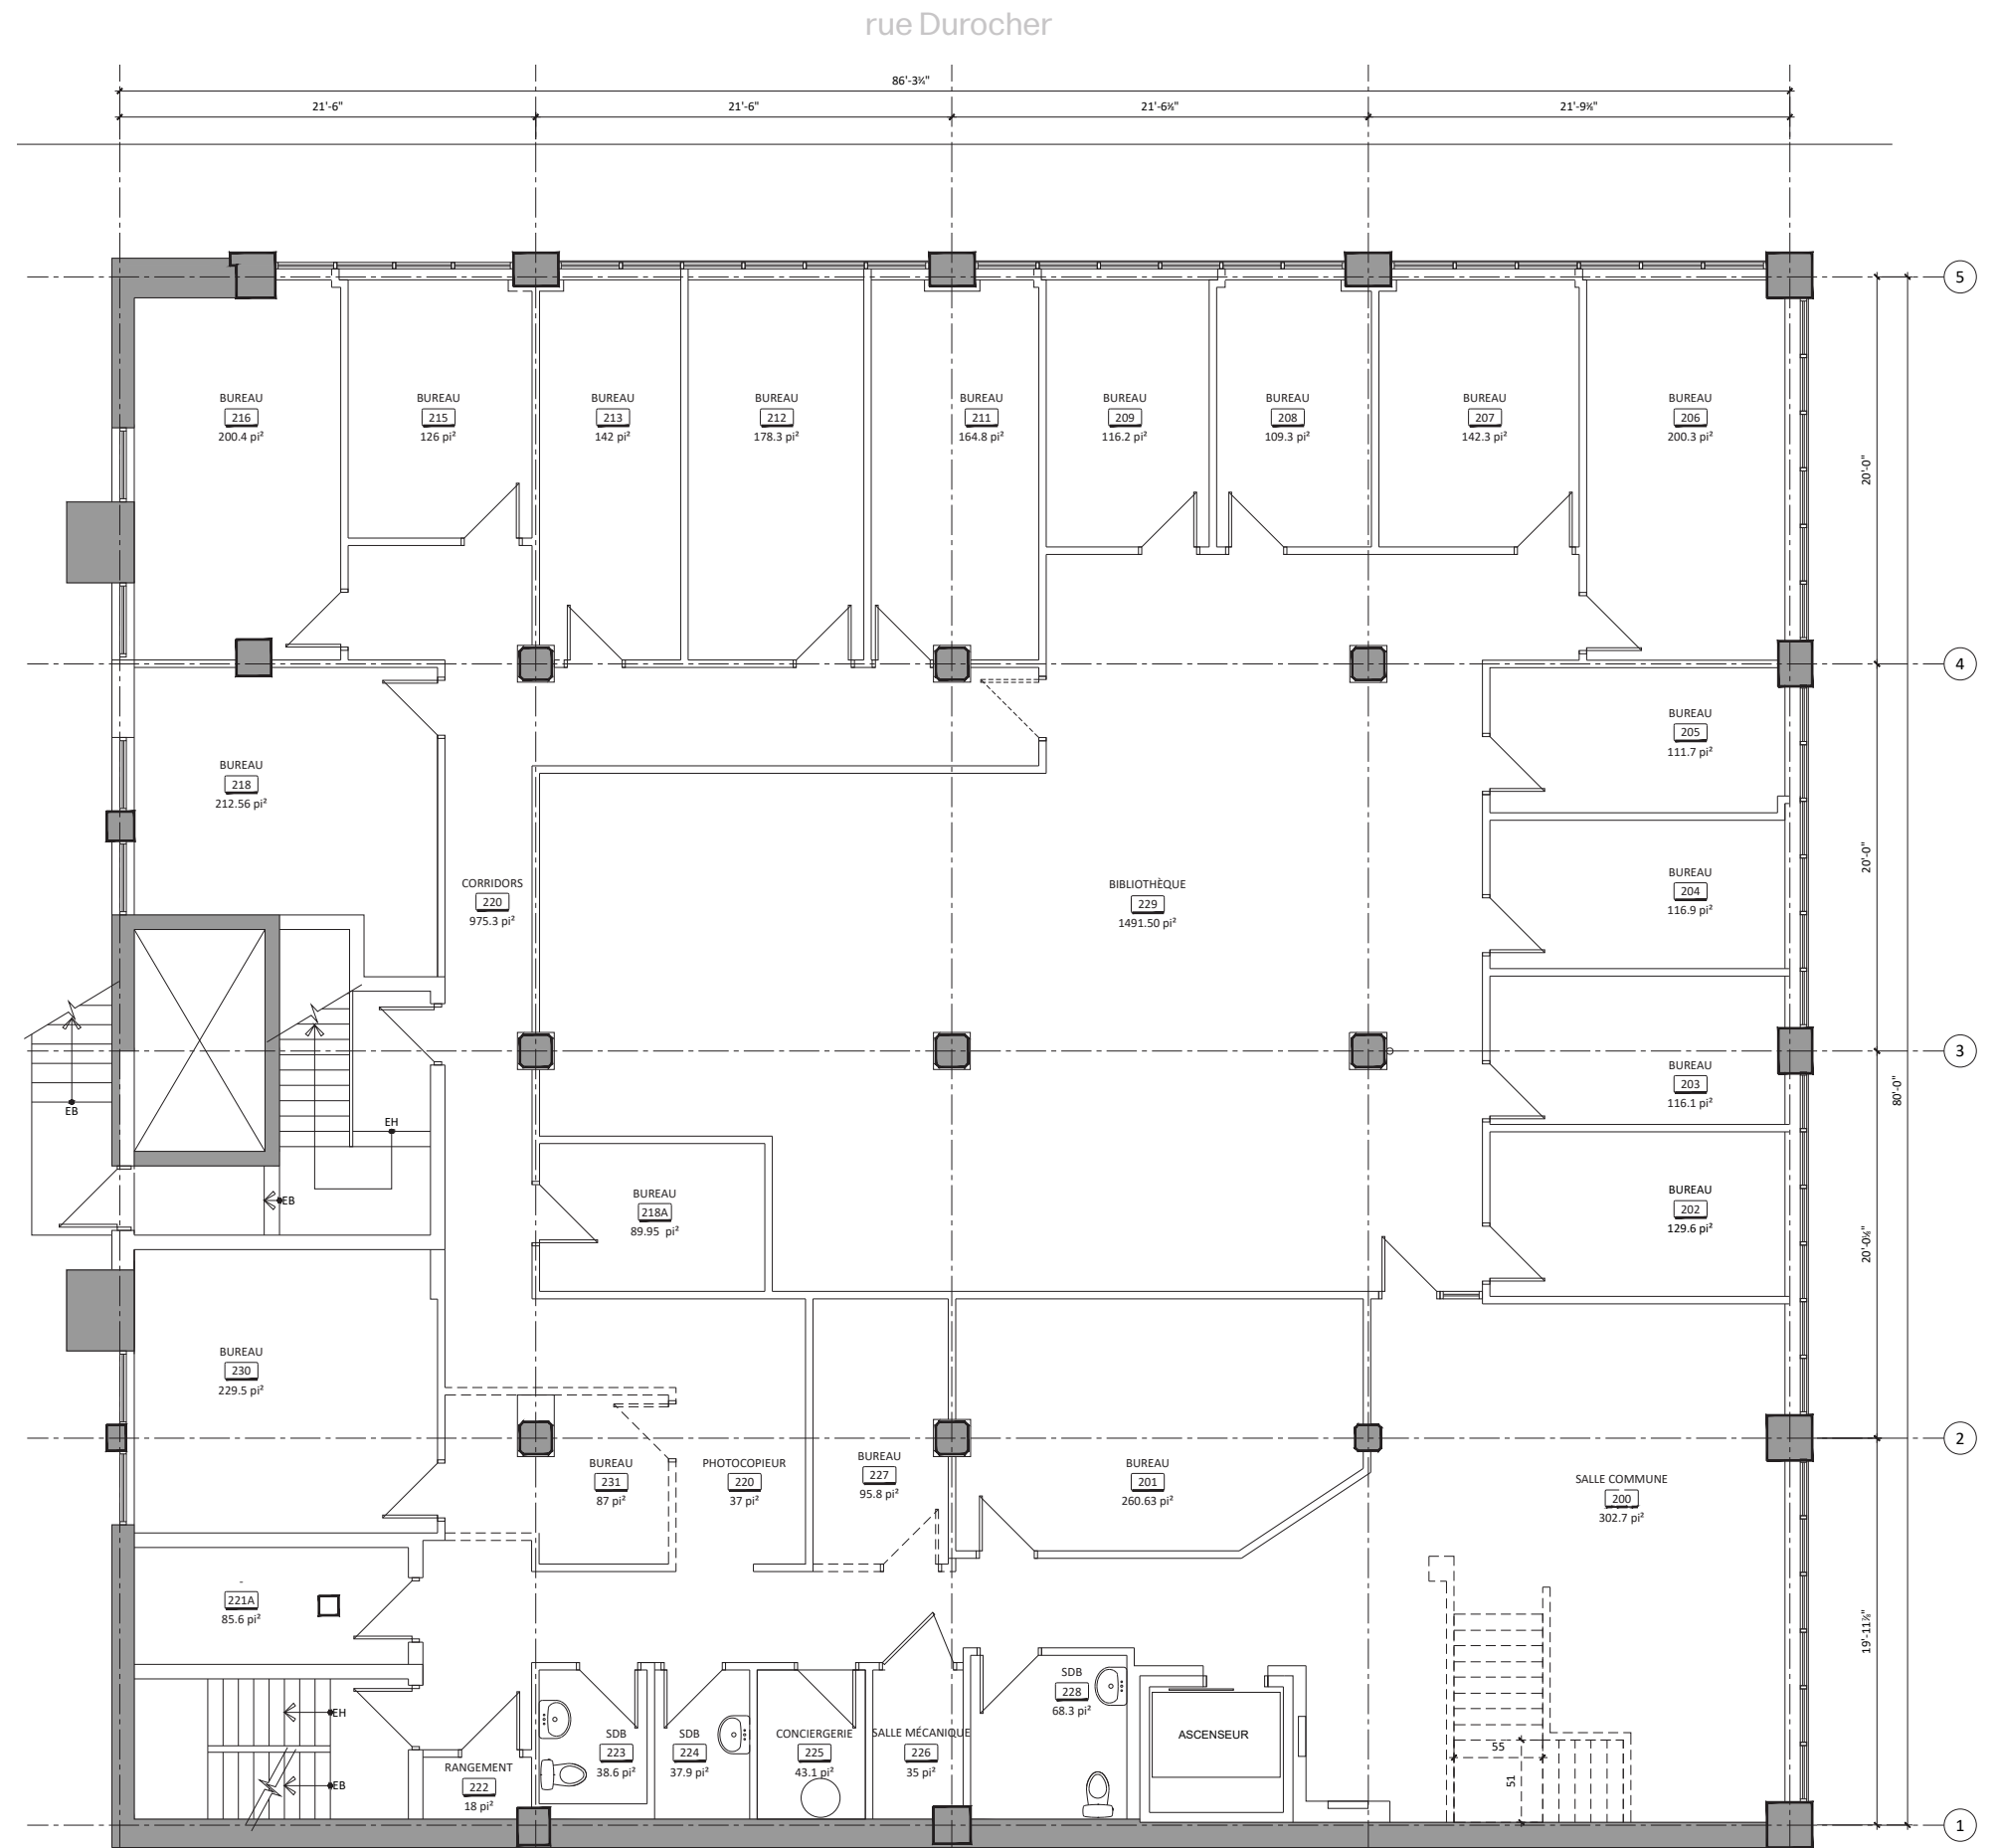 rue Durocher
86'-3¾"
21'-6"
21'-6"
21'-6⅜"
21'-9⅜"
5
BUREAU
216
200.4 pi²
BUREAU
215
126 pi²
BUREAU
213
142 pi²
BUREAU
212
178.3 pi²
BUREAU
211
164.8 pi²
BUREAU
209
116.2 pi²
BUREAU
208
109.3 pi²
BUREAU
207
142.3 pi²
BUREAU
206
200.3 pi²
20'-0"
4
BUREAU
218
212.56 pi²
BUREAU
205
111.7 pi²
CORRIDORS
220
975.3 pi²
BIBLIOTHÈQUE
229
1491.50 pi²
BUREAU
204
116.9 pi²
20'-0"
3
BUREAU
203
116.1 pi²
80'-0"
EB
EH
EB
BUREAU
218A
89.95 pi²
BUREAU
202
129.6 pi²
20'-0⅛"
BUREAU
230
229.5 pi²
2
BUREAU
231
87 pi²
PHOTOCOPIEUR
220
37 pi²
BUREAU
227
95.8 pi²
BUREAU
201
260.63 pi²
SALLE COMMUNE
200
302.7 pi²
-
221A
85.6 pi²
19'-11⅞"
EH
EB
RANGEMENT
222
18 pi²
SDB
223
38.6 pi²
SDB
224
37.9 pi²
CONCIERGERIE
225
43.1 pi²
SALLE MÉCANIQUE
226
35 pi²
SDB
228
68.3 pi²
ASCENSEUR
55
51
1